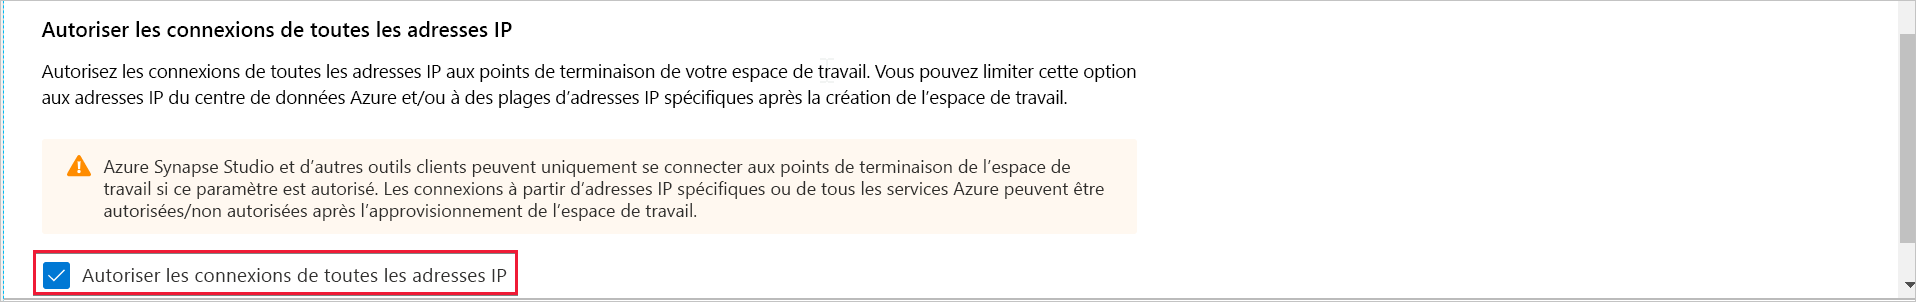 Autoriser les connexions de toutes les adresses IP
Autorisez les connexions de toutes les adresses IP aux points de terminaison de votre espace de travail. Vous pouvez limiter cette option
aux adresses IP du centre de données Azure et/ou à des plages d’adresses IP spécifiques après la création de l’espace de travail.
Azure Synapse Studio et d’autres outils clients peuvent uniquement se connecter aux points de terminaison de l’espace de
travail si ce paramètre est autorisé. Les connexions à partir d’adresses IP spécifiques ou de tous les services Azure peuvent être
autorisées/non autorisées après l’approvisionnement de l’espace de travail.
Autoriser les connexions de toutes les adresses IP